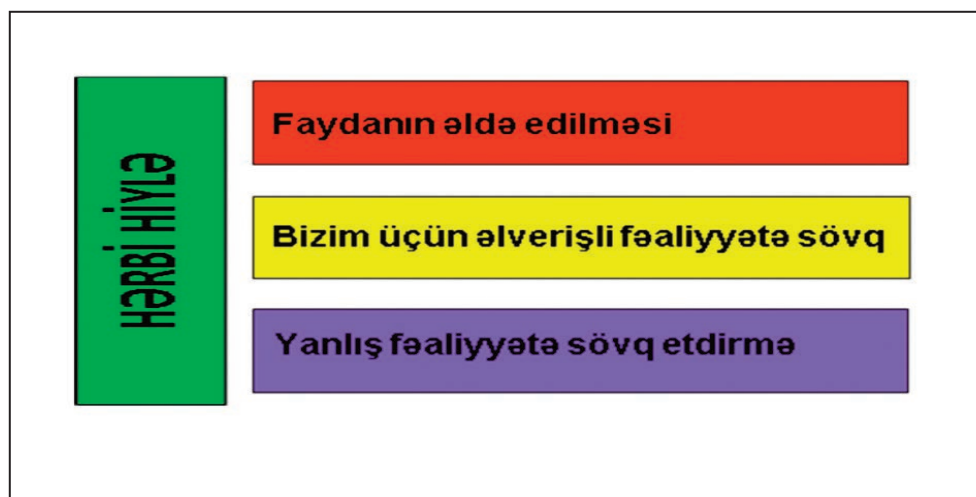 HƏRBİ HİYLƏ
Faydanın əldə edilməsi
Bizim üçün əlverişli fəaliyyətə sövq
Yanlış fəaliyyətə sövq etdirmə